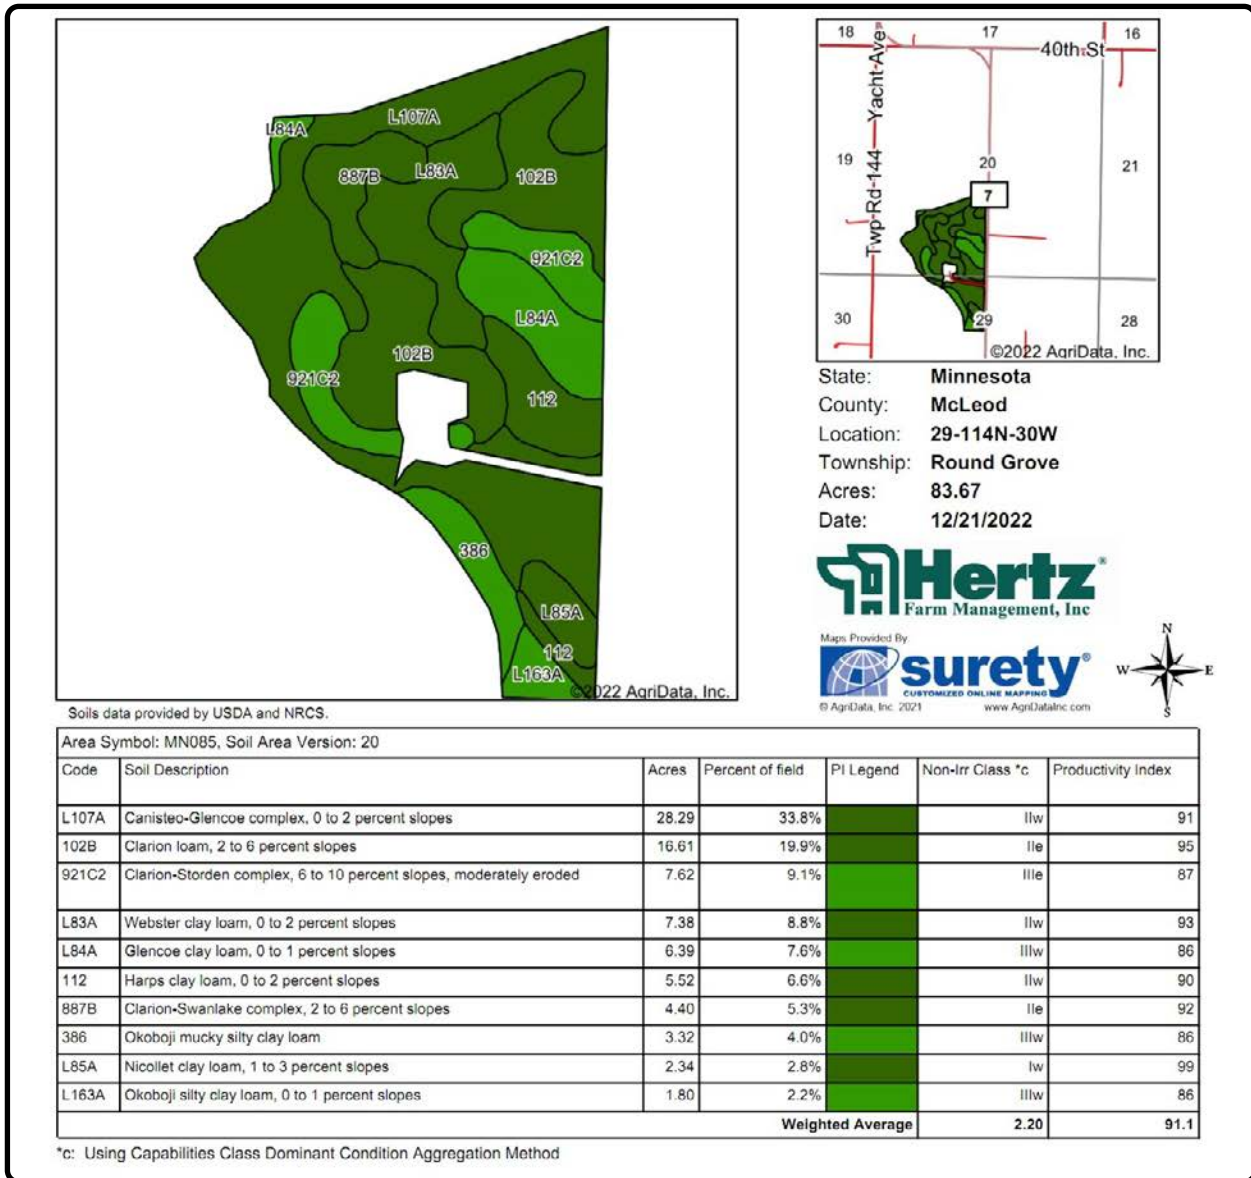 L84A
L107A
887B
L83A
102B
921C2
L84A
102B
921C2
112
386
L85A
112
L163A
©2022 AgriData, Inc.
18
17
16
40th St
Yacht Ave
Twp Rd 144
19
20
21
7
30
29
28
©2022 AgriData, Inc.
State: Minnesota
County: McLeod
Location: 29-114N-30W
Township: Round Grove
Acres: 83.67
Date: 12/21/2022
Hertz®
Farm Management, Inc
Maps Provided By
surety®
CUSTOMIZED ONLINE MAPPING
© AgriData, Inc. 2021 www.AgriDataInc.com
N
W E
S
Soils data provided by USDA and NRCS.
Area Symbol: MN085, Soil Area Version: 20
Code Soil Description Acres Percent of field PI Legend Non-Irr Class *c Productivity Index
L107A Canisteo-Glencoe complex, 0 to 2 percent slopes 28.29 33.8% IIw 91
102B Clarion loam, 2 to 6 percent slopes 16.61 19.9% IIe 95
921C2 Clarion-Storden complex, 6 to 10 percent slopes, moderately eroded 7.62 9.1% IIIe 87
L83A Webster clay loam, 0 to 2 percent slopes 7.38 8.8% IIw 93
L84A Glencoe clay loam, 0 to 1 percent slopes 6.39 7.6% IIIw 86
112 Harps clay loam, 0 to 2 percent slopes 5.52 6.6% IIw 90
887B Clarion-Swanlake complex, 2 to 6 percent slopes 4.40 5.3% IIe 92
386 Okoboji mucky silty clay loam 3.32 4.0% IIIw 86
L85A Nicollet clay loam, 1 to 3 percent slopes 2.34 2.8% Iw 99
L163A Okoboji silty clay loam, 0 to 1 percent slopes 1.80 2.2% IIIw 86
Weighted Average 2.20 91.1
*c: Using Capabilities Class Dominant Condition Aggregation Method